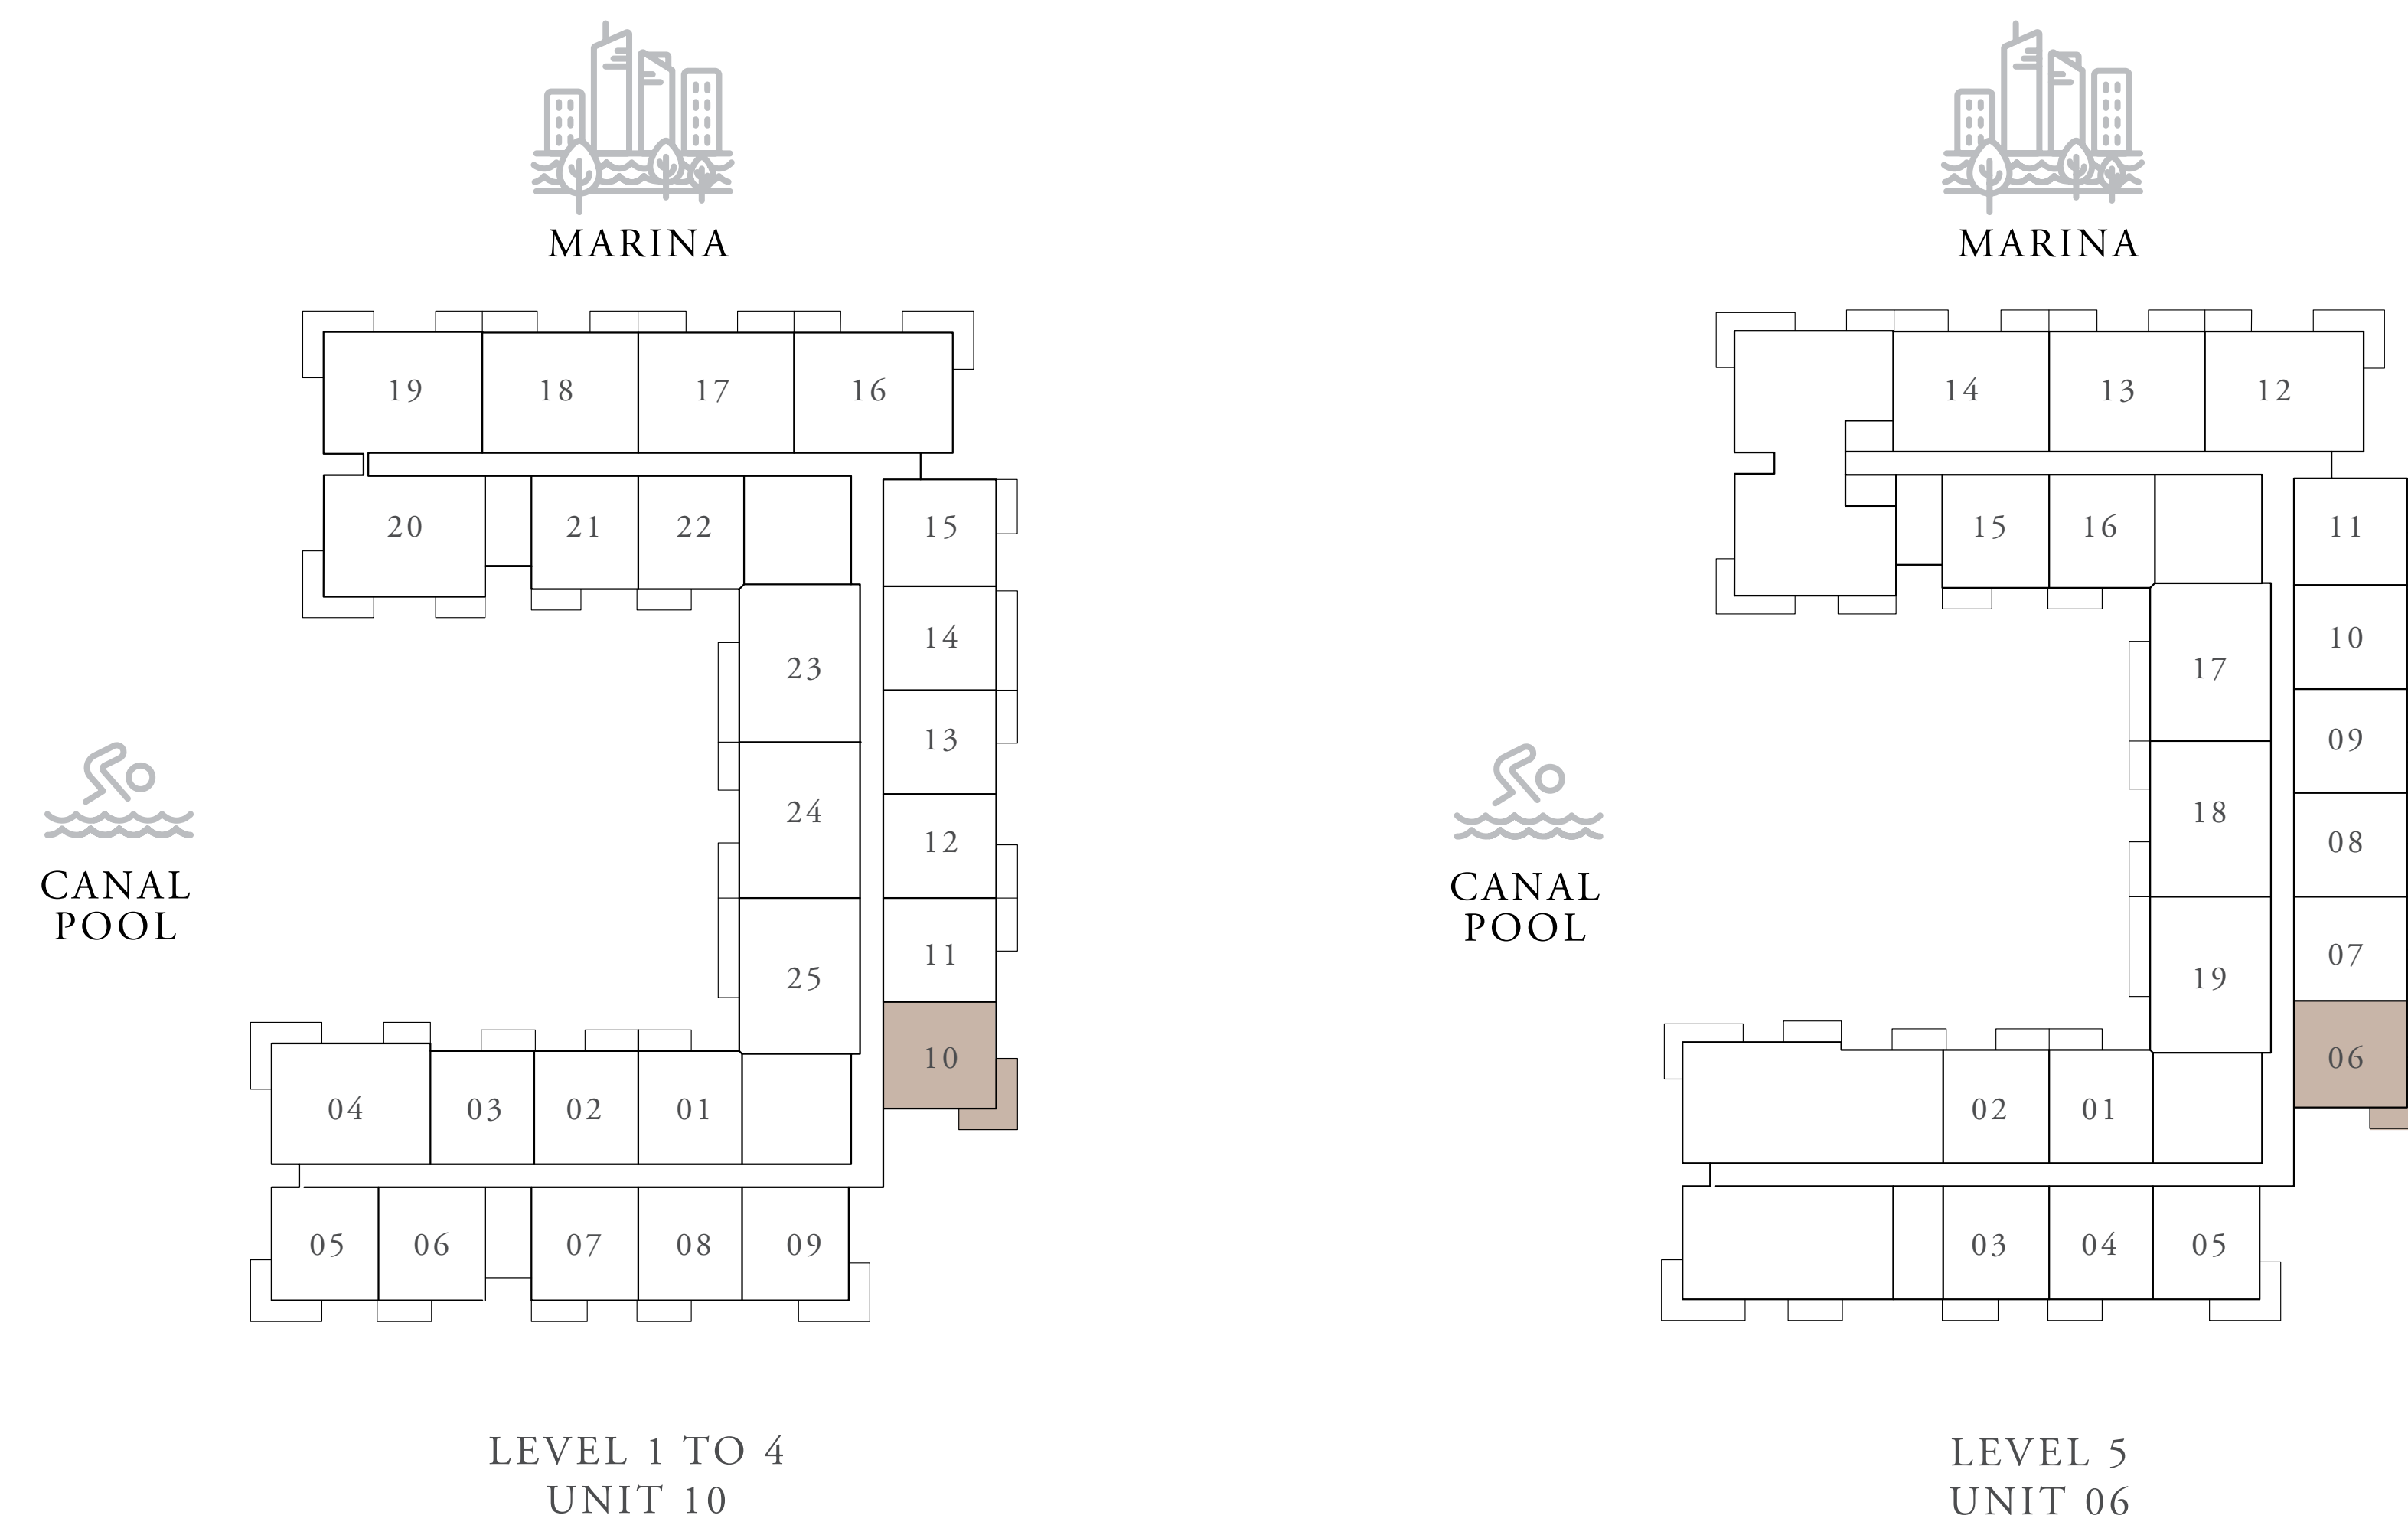 MARINA
19 18 17 16
20 21 22 15
14
23
13
24 12
11
25
10
04 03 02 01
05 06 07 08 09
CANAL
POOL
LEVEL 1 TO 4
UNIT 10
MARINA
14 13 12
15 16 11
10
17
09
18 08
07
19
06
02 01
03 04 05
CANAL
POOL
LEVEL 5
UNIT 06